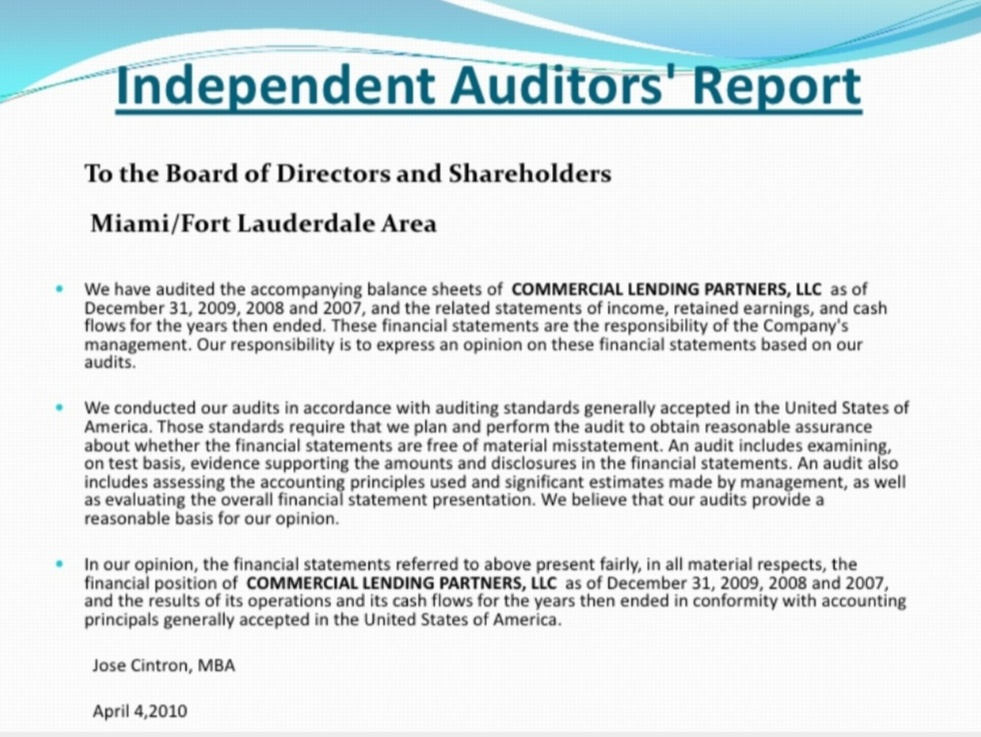 Independent Auditors' Report
To the Board of Directors and Shareholders
Miami/Fort Lauderdale Area
• We have audited the accompanying balance sheets of COMMERCIAL LENDING PARTNERS, LLC as of
December 31, 2009, 2008 and 2007, and the related statements of income, retained earnings, and cash
flows for the years then ended. These financial statements are the responsibility of the Company's
management. Our responsibility is to express an opinion on these financial statements based on our
audits.
• We conducted our audits in accordance with auditing standards generally accepted in the United States of
America. Those standards require that we plan and perform the audit to obtain reasonable assurance
about whether the financial statements are free of material misstatement. An audit includes examining,
on test basis, evidence supporting the amounts and disclosures in the financial statements. An audit also
includes assessing the accounting principles used and significant estimates made by management, as well
as evaluating the overall financial statement presentation. We believe that our audits provide a
reasonable basis for our opinion.
• In our opinion, the financial statements referred to above present fairly, in all material respects, the
financial position of COMMERCIAL LENDING PARTNERS, LLC as of December 31, 2009, 2008 and 2007,
and the results of its operations and its cash flows for the years then ended in conformity with accounting
principals generally accepted in the United States of America.
Jose Cintron, MBA
April 4,2010